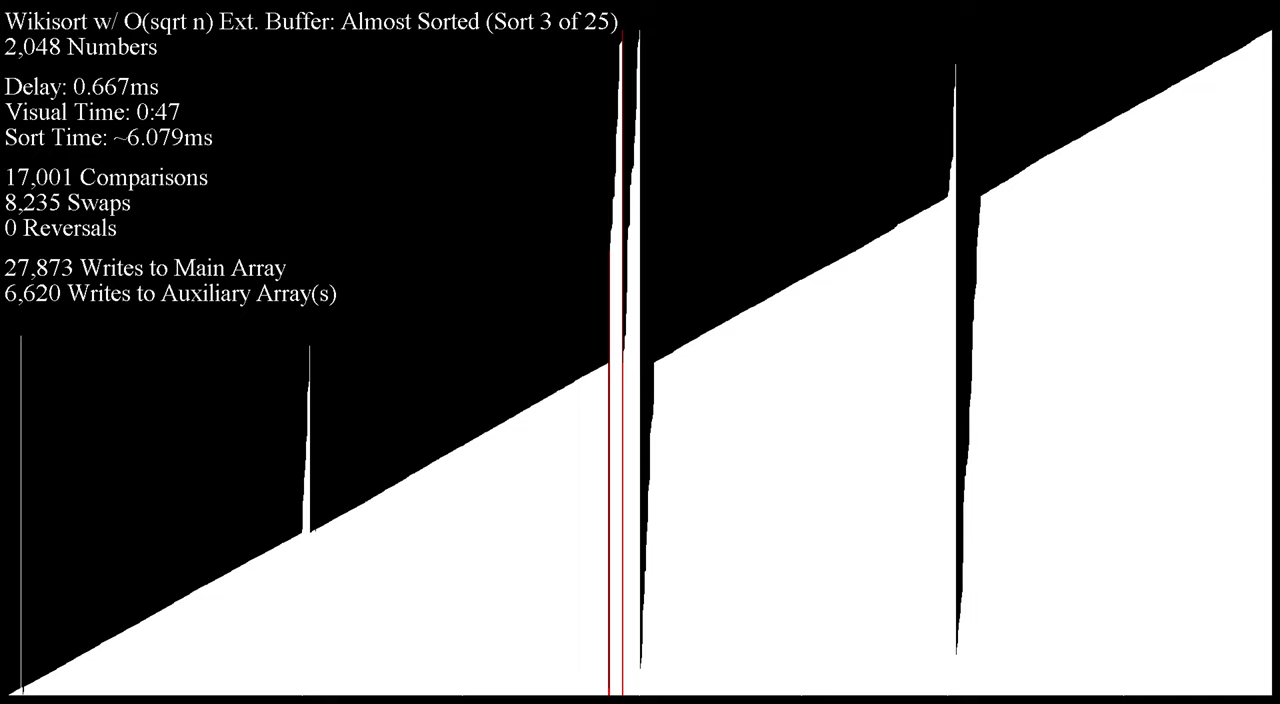 Wikisort w/ O(sqrt n) Ext. Buffer: Almost Sorted (Sort 3 of 25)
2,048 Numbers
Delay: 0.667ms
Visual Time: 0:47
Sort Time: ~6.079ms
17,001 Comparisons
8,235 Swaps
0 Reversals
27,873 Writes to Main Array
6,620 Writes to Auxiliary Array(s)